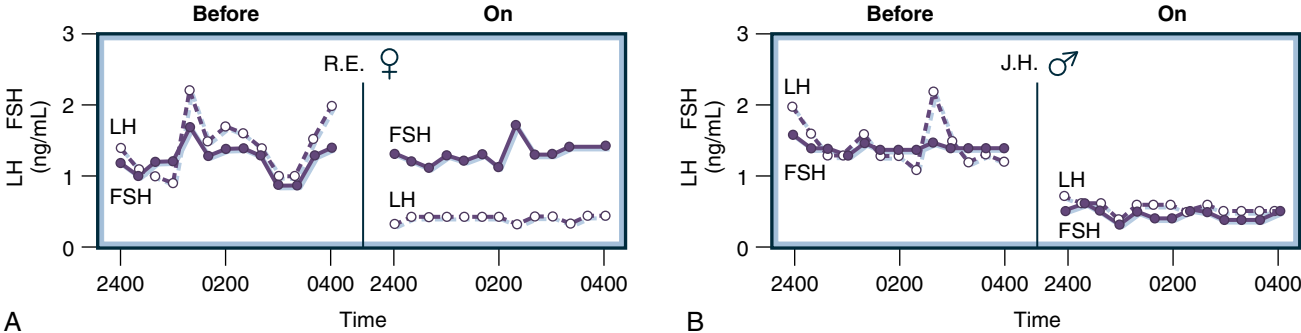 Before
On
3
2
1
0
FSH
LH (ng/mL)
R.E. ♀
LH
FSH
FSH
LH
2400
0200
0400
2400
0200
0400
Time
A
Before
On
3
2
1
0
FSH
LH (ng/mL)
J.H. ♂
LH
FSH
LH
FSH
2400
0200
0400
2400
0200
0400
Time
B